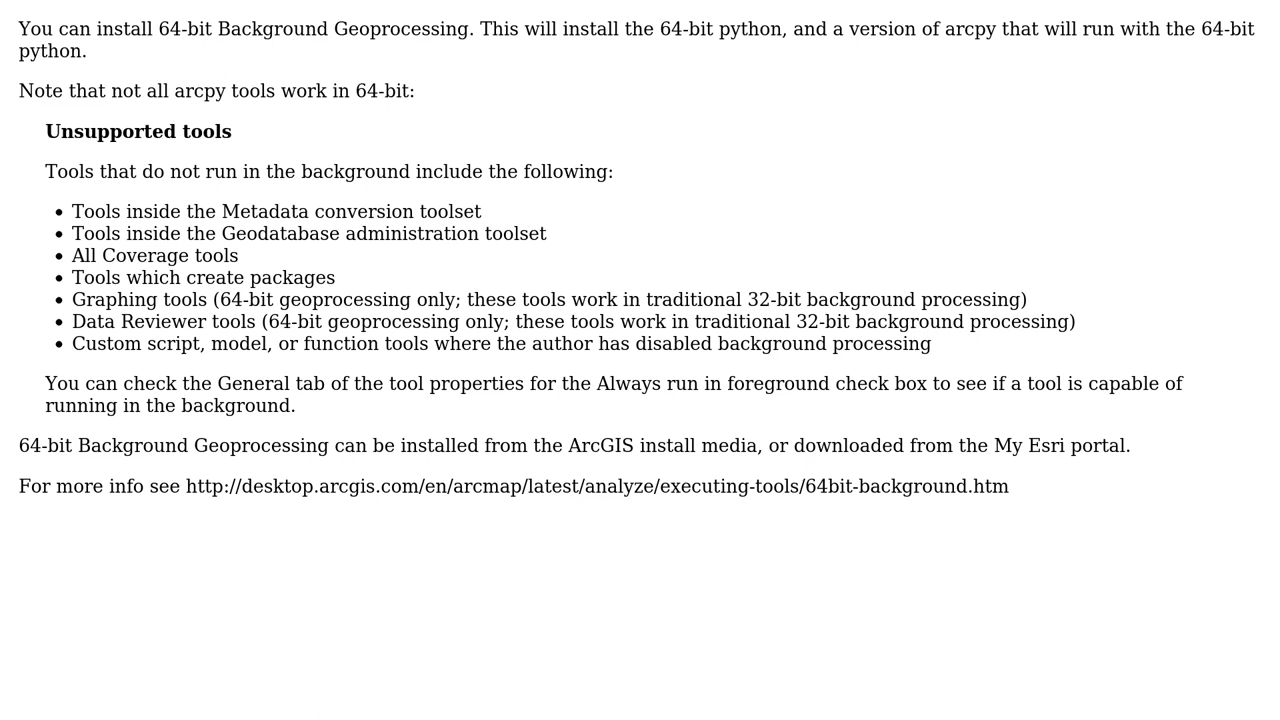 You can install 64-bit Background Geoprocessing. This will install the 64-bit python, and a version of arcpy that will run with the 64-bit
python.
Note that not all arcpy tools work in 64-bit:
Unsupported tools
Tools that do not run in the background include the following:
• Tools inside the Metadata conversion toolset
• Tools inside the Geodatabase administration toolset
• All Coverage tools
• Tools which create packages
• Graphing tools (64-bit geoprocessing only; these tools work in traditional 32-bit background processing)
• Data Reviewer tools (64-bit geoprocessing only; these tools work in traditional 32-bit background processing)
• Custom script, model, or function tools where the author has disabled background processing
You can check the General tab of the tool properties for the Always run in foreground check box to see if a tool is capable of
running in the background.
64-bit Background Geoprocessing can be installed from the ArcGIS install media, or downloaded from the My Esri portal.
For more info see http://desktop.arcgis.com/en/arcmap/latest/analyze/executing-tools/64bit-background.htm